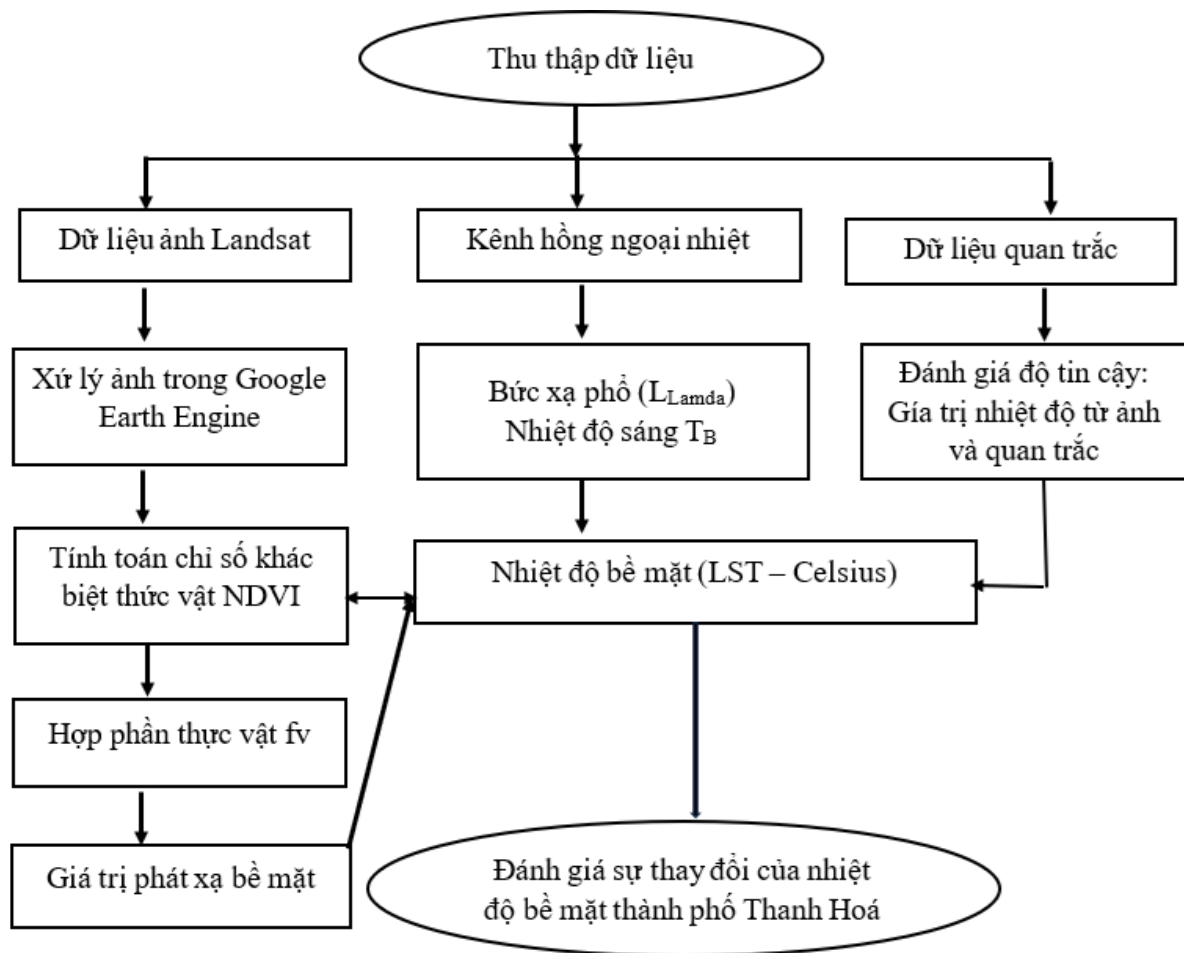 Thu thập dữ liệu
Dữ liệu ảnh Landsat
Kênh hồng ngoại nhiệt
Dữ liệu quan trắc
Xứ lý ảnh trong Google
Earth Engine
Bức xạ phổ (L_Lamda)
Nhiệt độ sáng T_B
Đánh giá độ tin cậy:
Gía trị nhiệt độ từ ảnh
và quan trắc
Tính toán chỉ số khác
biệt thức vật NDVI
Nhiệt độ bề mặt (LST – Celsius)
Hợp phần thực vật fv
Giá trị phát xạ bề mặt
Đánh giá sự thay đổi của nhiệt
độ bề mặt thành phố Thanh Hoá